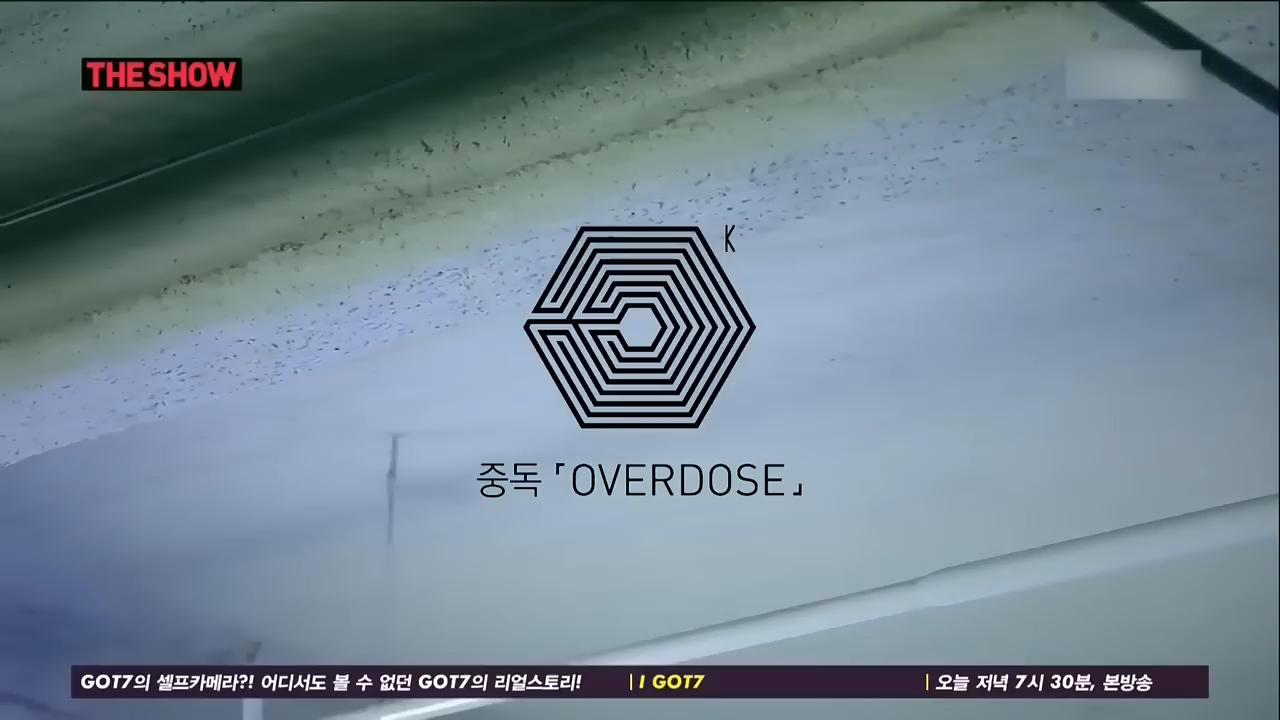 THE SHOW
K
중독「OVERDOSE」
GOT7의 셀프카메라?! 어디서도 볼 수 없던 GOT7의 리얼스토리! | I GOT7 | 오늘 저녁 7시 30분, 본방송